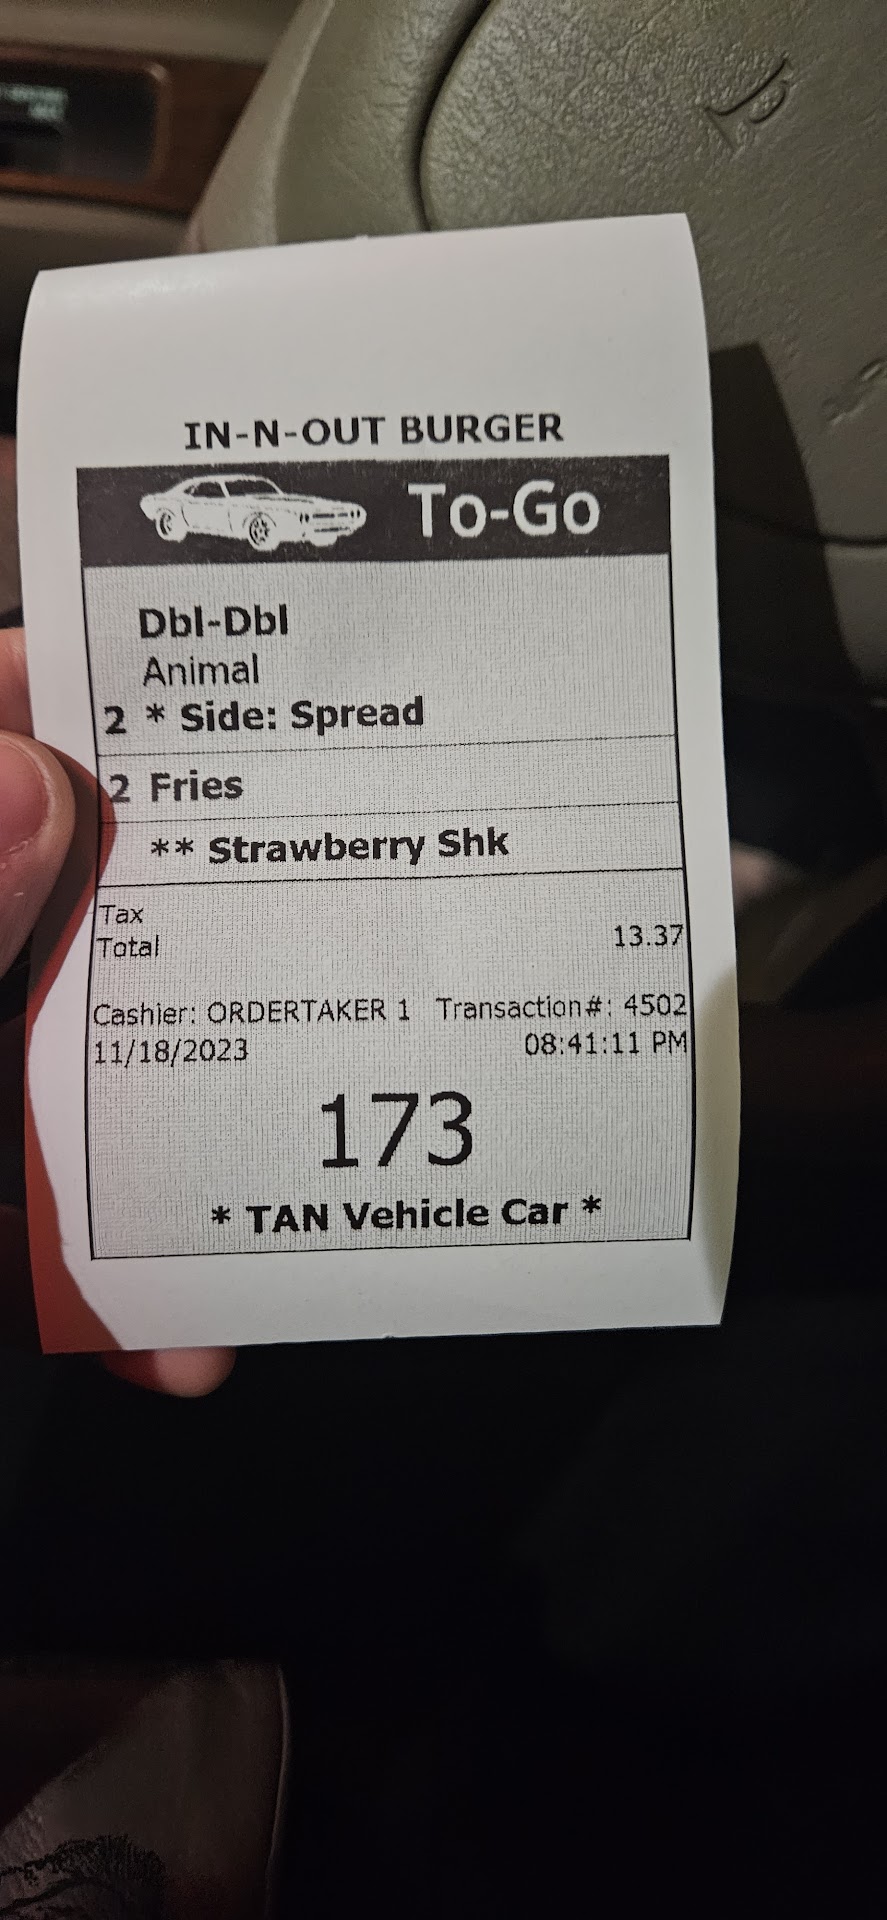 IN-N-OUT BURGER
To-Go
Dbl-Dbl
Animal
2 * Side: Spread
2 Fries
** Strawberry Shk
Tax
Total 13.37
Cashier: ORDERTAKER 1 Transaction#: 4502
11/18/2023 08:41:11 PM
173
* TAN Vehicle Car *